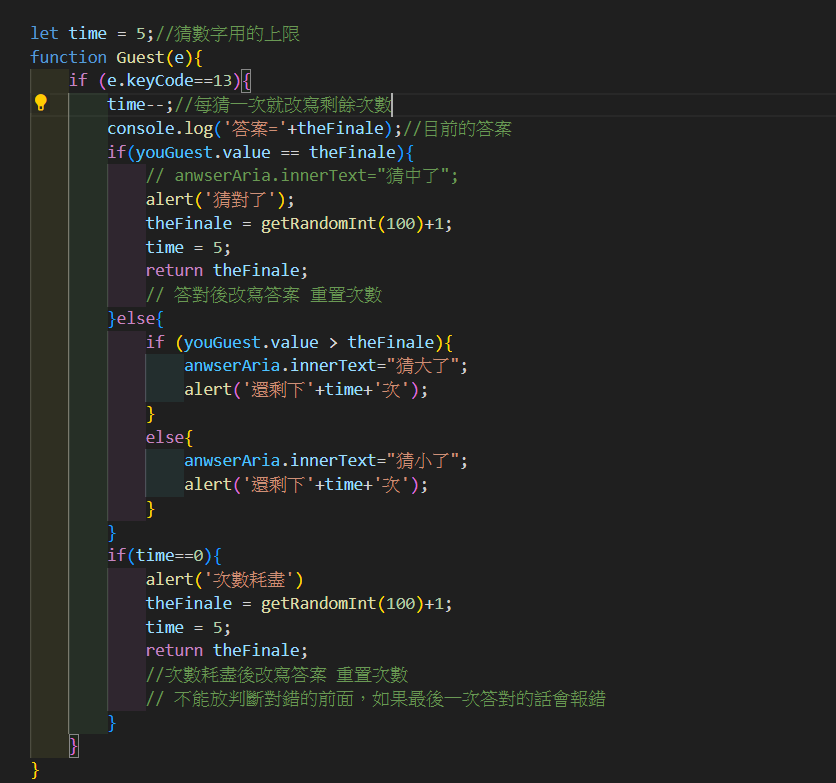 let time = 5;//猜數字用的上限
function Guest(e){
if (e.keyCode==13){
time--;//每猜一次就改寫剩餘次數
console.log('答案='+theFinale);//目前的答案
if(youGuest.value == theFinale){
// anwserAria.innerText="猜中了";
alert('猜對了');
theFinale = getRandomInt(100)+1;
time = 5;
return theFinale;
// 答對後改寫答案 重置次數
}else{
if (youGuest.value > theFinale){
anwserAria.innerText="猜大了";
alert('還剩下'+time+'次');
}
else{
anwserAria.innerText="猜小了";
alert('還剩下'+time+'次');
}
}
if(time==0){
alert('次數耗盡')
theFinale = getRandomInt(100)+1;
time = 5;
return theFinale;
//次數耗盡後改寫答案 重置次數
// 不能放判斷對錯的前面，如果最後一次答對的話會報錯
}
}
}